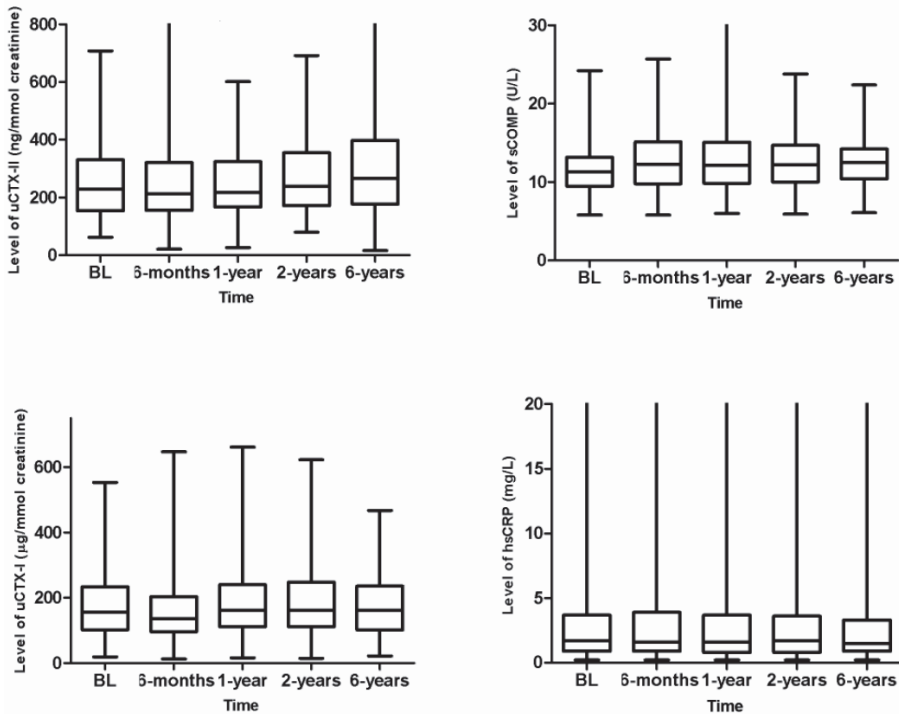 Level of uCTX-II (ng/mmol creatinine)
800
600
400
200
0
BL 6-months 1-year 2-years 6-years
Time
Level of sCOMP (U/L)
30
20
10
0
BL 6-months 1-year 2-years 6-years
Time
Level of uCTX-I (µg/mmol creatinine)
600
400
200
0
BL 6-months 1-year 2-years 6-years
Time
Level of hsCRP (mg/L)
20
15
10
5
0
BL 6-months 1-year 2-years 6-years
Time